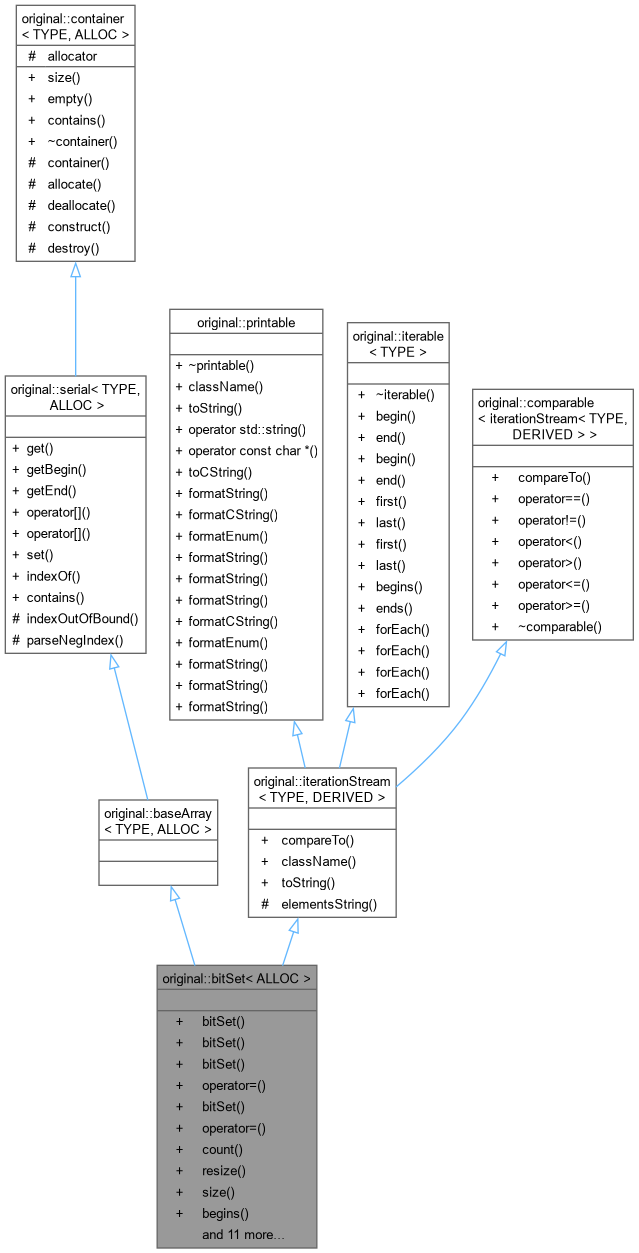 original::container
< TYPE, ALLOC >
# allocator
+ size()
+ empty()
+ contains()
+ ~container()
# container()
# allocate()
# deallocate()
# construct()
# destroy()
original::serial< TYPE,
ALLOC >
+ get()
+ getBegin()
+ getEnd()
+ operator[]()
+ operator[]()
+ set()
+ indexOf()
+ contains()
# indexOutOfBound()
# parseNegIndex()
original::printable
+ ~printable()
+ className()
+ toString()
+ operator std::string()
+ operator const char *()
+ toCString()
+ formatString()
+ formatCString()
+ formatEnum()
+ formatString()
+ formatString()
+ formatString()
+ formatCString()
+ formatEnum()
+ formatString()
+ formatString()
+ formatString()
original::iterable
< TYPE >
+ ~iterable()
+ begin()
+ end()
+ begin()
+ end()
+ first()
+ last()
+ first()
+ last()
+ begins()
+ ends()
+ forEach()
+ forEach()
+ forEach()
+ forEach()
original::comparable
< iterationStream< TYPE,
DERIVED > >
+ compareTo()
+ operator==()
+ operator!=()
+ operator<()
+ operator>()
+ operator<=()
+ operator>=()
+ ~comparable()
original::baseArray
< TYPE, ALLOC >
original::iterationStream
< TYPE, DERIVED >
+ compareTo()
+ className()
+ toString()
# elementsString()
original::bitSet< ALLOC >
+ bitSet()
+ bitSet()
+ bitSet()
+ operator=()
+ bitSet()
+ operator=()
+ count()
+ resize()
+ size()
+ begins()
and 11 more...